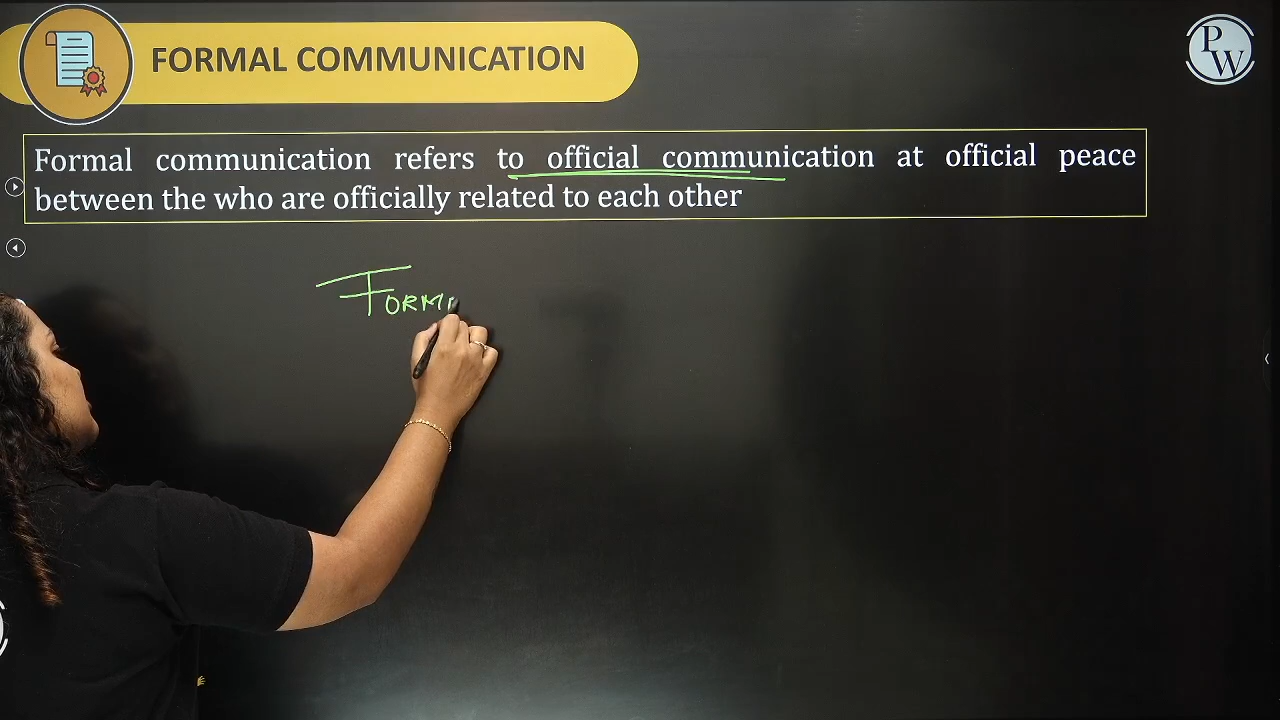 FORMAL COMMUNICATION
PW
Formal communication refers to official communication at official peace
between the who are officially related to each other